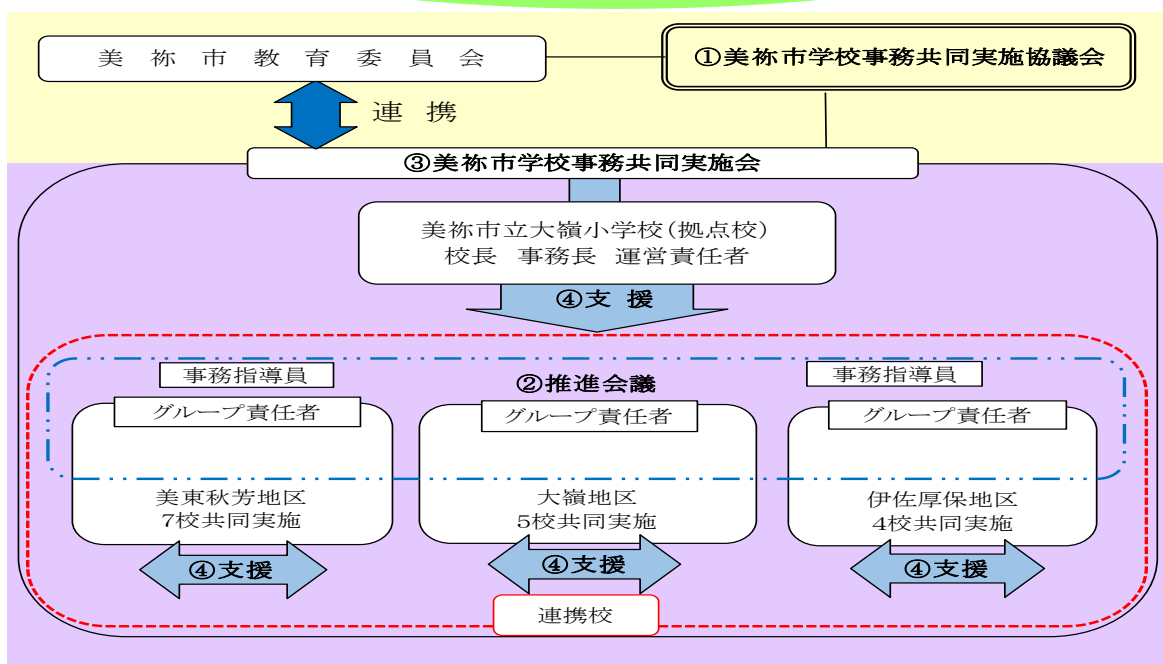 美祢市教育委員会
①美祢市学校事務共同実施協議会
連携
③美祢市学校事務共同実施会
美祢市立大嶺小学校(拠点校)
校長 事務長 運営責任者
④支援
②推進会議
事務指導員
グループ責任者
美東秋芳地区
7校共同実施
④支援
グループ責任者
大嶺地区
5校共同実施
④支援
事務指導員
グループ責任者
伊佐厚保地区
4校共同実施
④支援
連携校